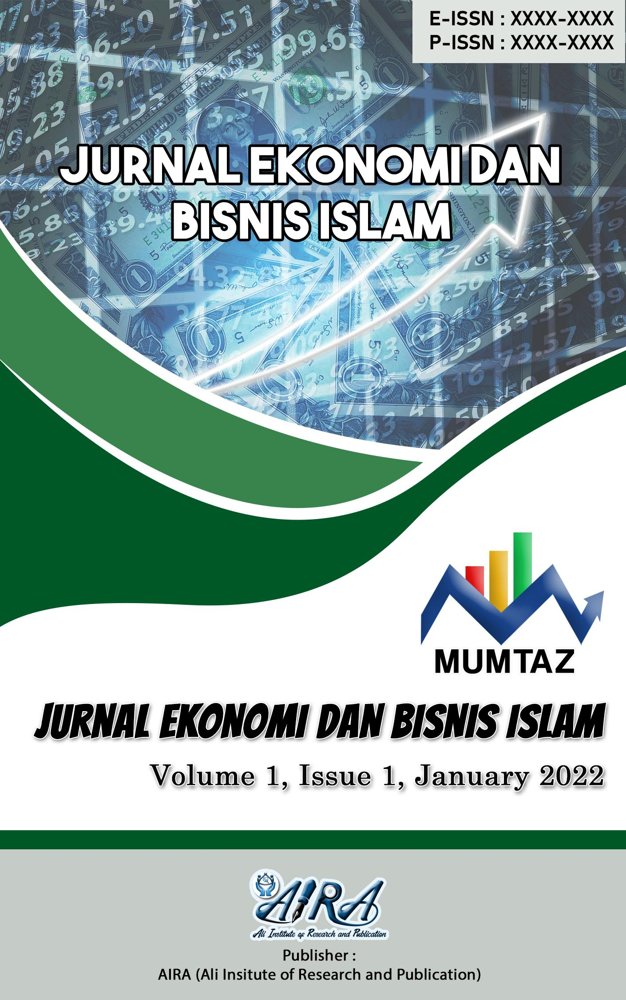 E-ISSN : XXXX-XXXX
P-ISSN : XXXX-XXXX
JURNAL EKONOMI DAN
BISNIS ISLAM
MUMTAZ
JURNAL EKONOMI DAN BISNIS ISLAM
Volume 1, Issue 1, January 2022
AIRA
Ali Institute of Research and Publication
Publisher :
AIRA (Ali Insitute of Research and Publication)